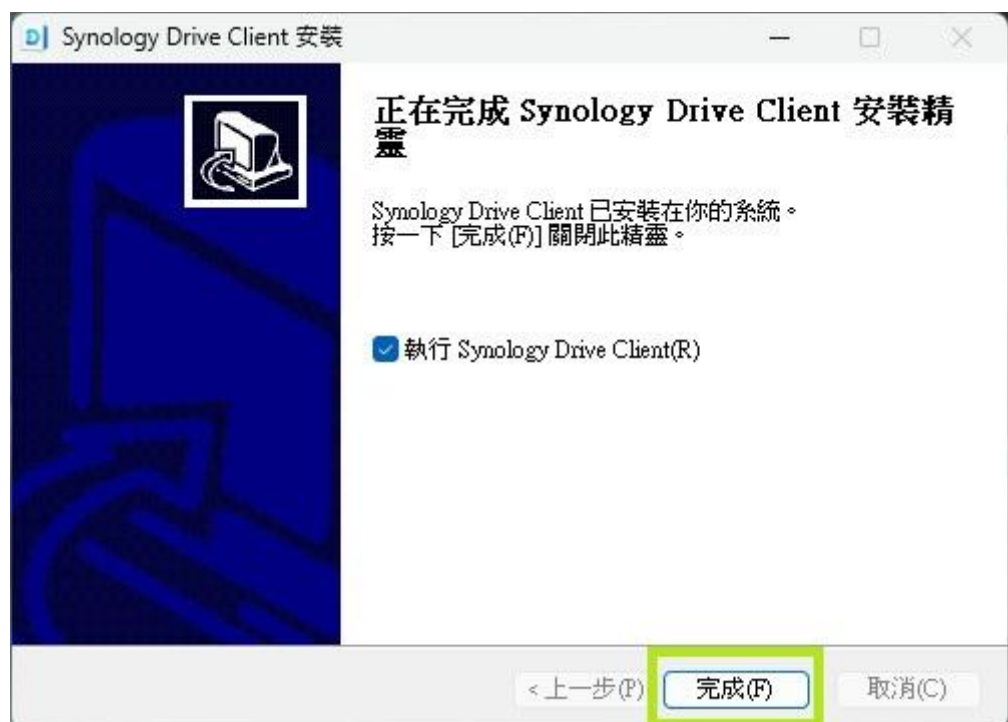 Synology Drive Client 安裝
正在完成 Synology Drive Client 安裝精
靈
Synology Drive Client 已安裝在你的系統。
按一下 [完成(F)] 關閉此精靈。
執行 Synology Drive Client(R)
< 上一步(P)
完成(F)
取消(C)